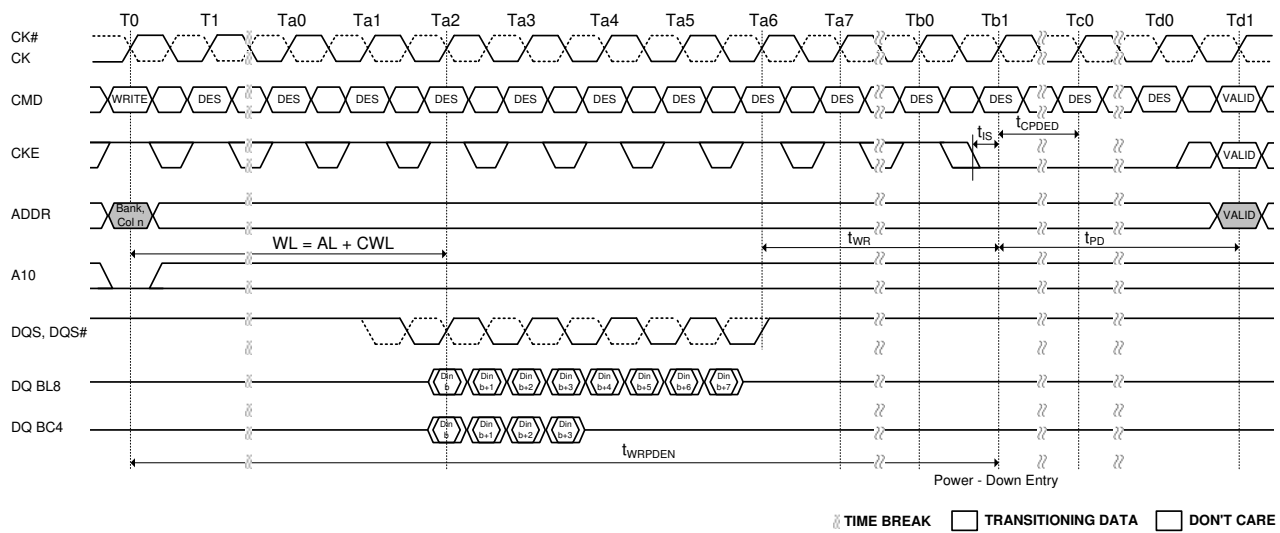 T0 T1 Ta0 Ta1 Ta2 Ta3 Ta4 Ta5 Ta6 Ta7 Tb0 Tb1 Tc0 Td0 Td1
CK#
CK
CMD WRITE DES DES DES DES DES DES DES DES DES DES DES DES DES VALID
tIS tCPDED
CKE VALID
ADDR Bank, Col n VALID
WL = AL + CWL tWR tPD
A10
DQS, DQS#
DQ BL8 Din b Din b+1 Din b+2 Din b+3 Din b+4 Din b+5 Din b+6 Din b+7
DQ BC4 Din b Din b+1 Din b+2 Din b+3
tWRPDEN
Power - Down Entry
TIME BREAK TRANSITIONING DATA DON'T CARE